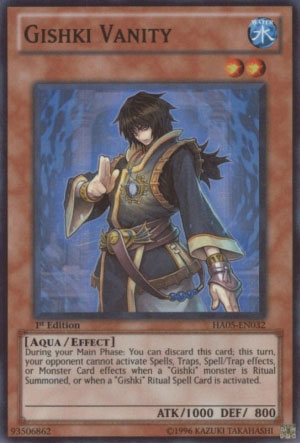 GISHKI VANITY
WATER
水
1st Edition
HA05-EN032
[AQUA / EFFECT]
During your Main Phase: You can discard this card; this turn,
your opponent cannot activate Spells, Traps, Spell/Trap effects,
or Monster Card effects when a "Gishki" monster is Ritual
Summoned, or when a "Gishki" Ritual Spell Card is activated.
ATK/1000 DEF/ 800
93506862
©1996 KAZUKI TAKAHASHI